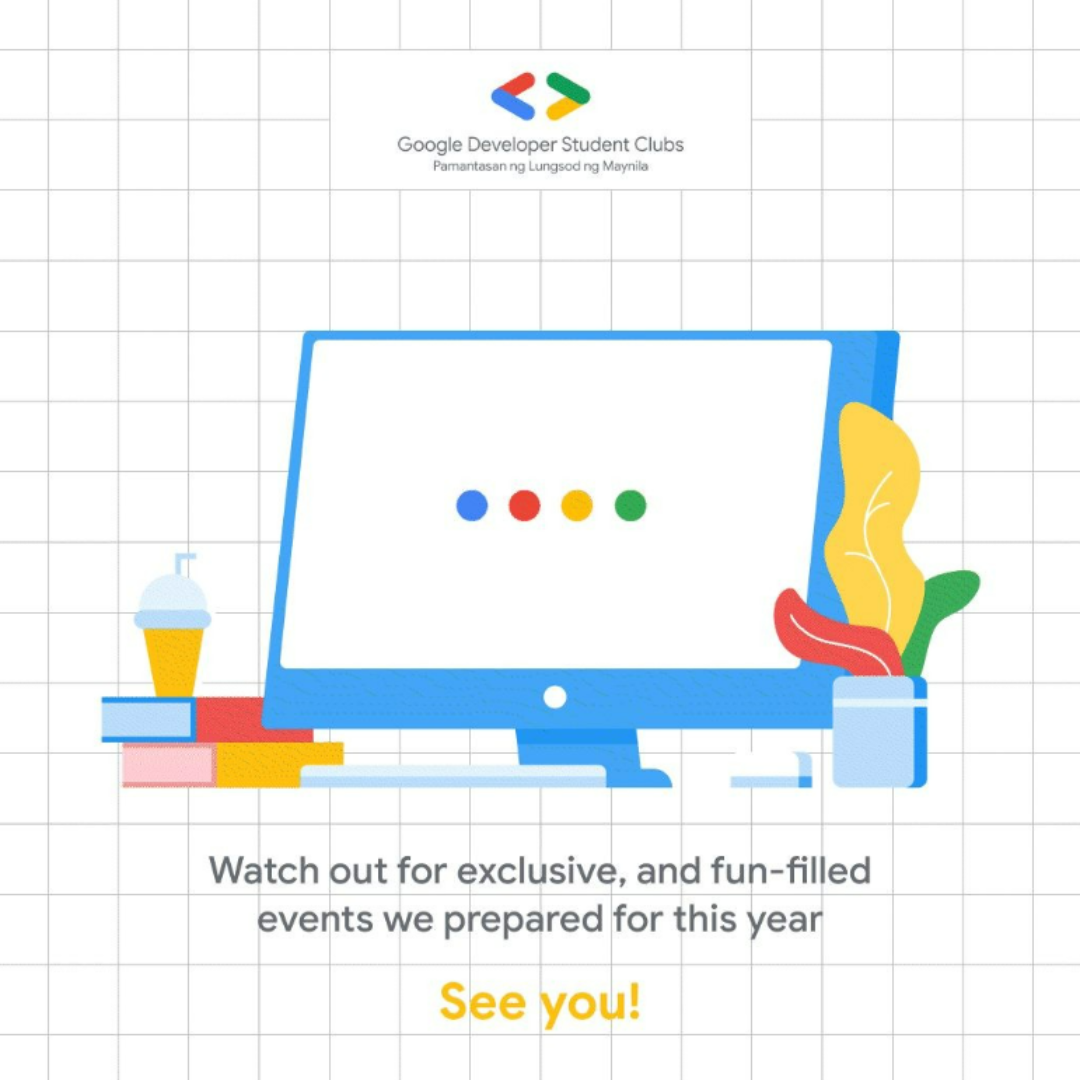 Google Developer Student Clubs
Pamantasan ng Lungsod ng Maynila
Watch out for exclusive, and fun-filled
events we prepared for this year
See you!